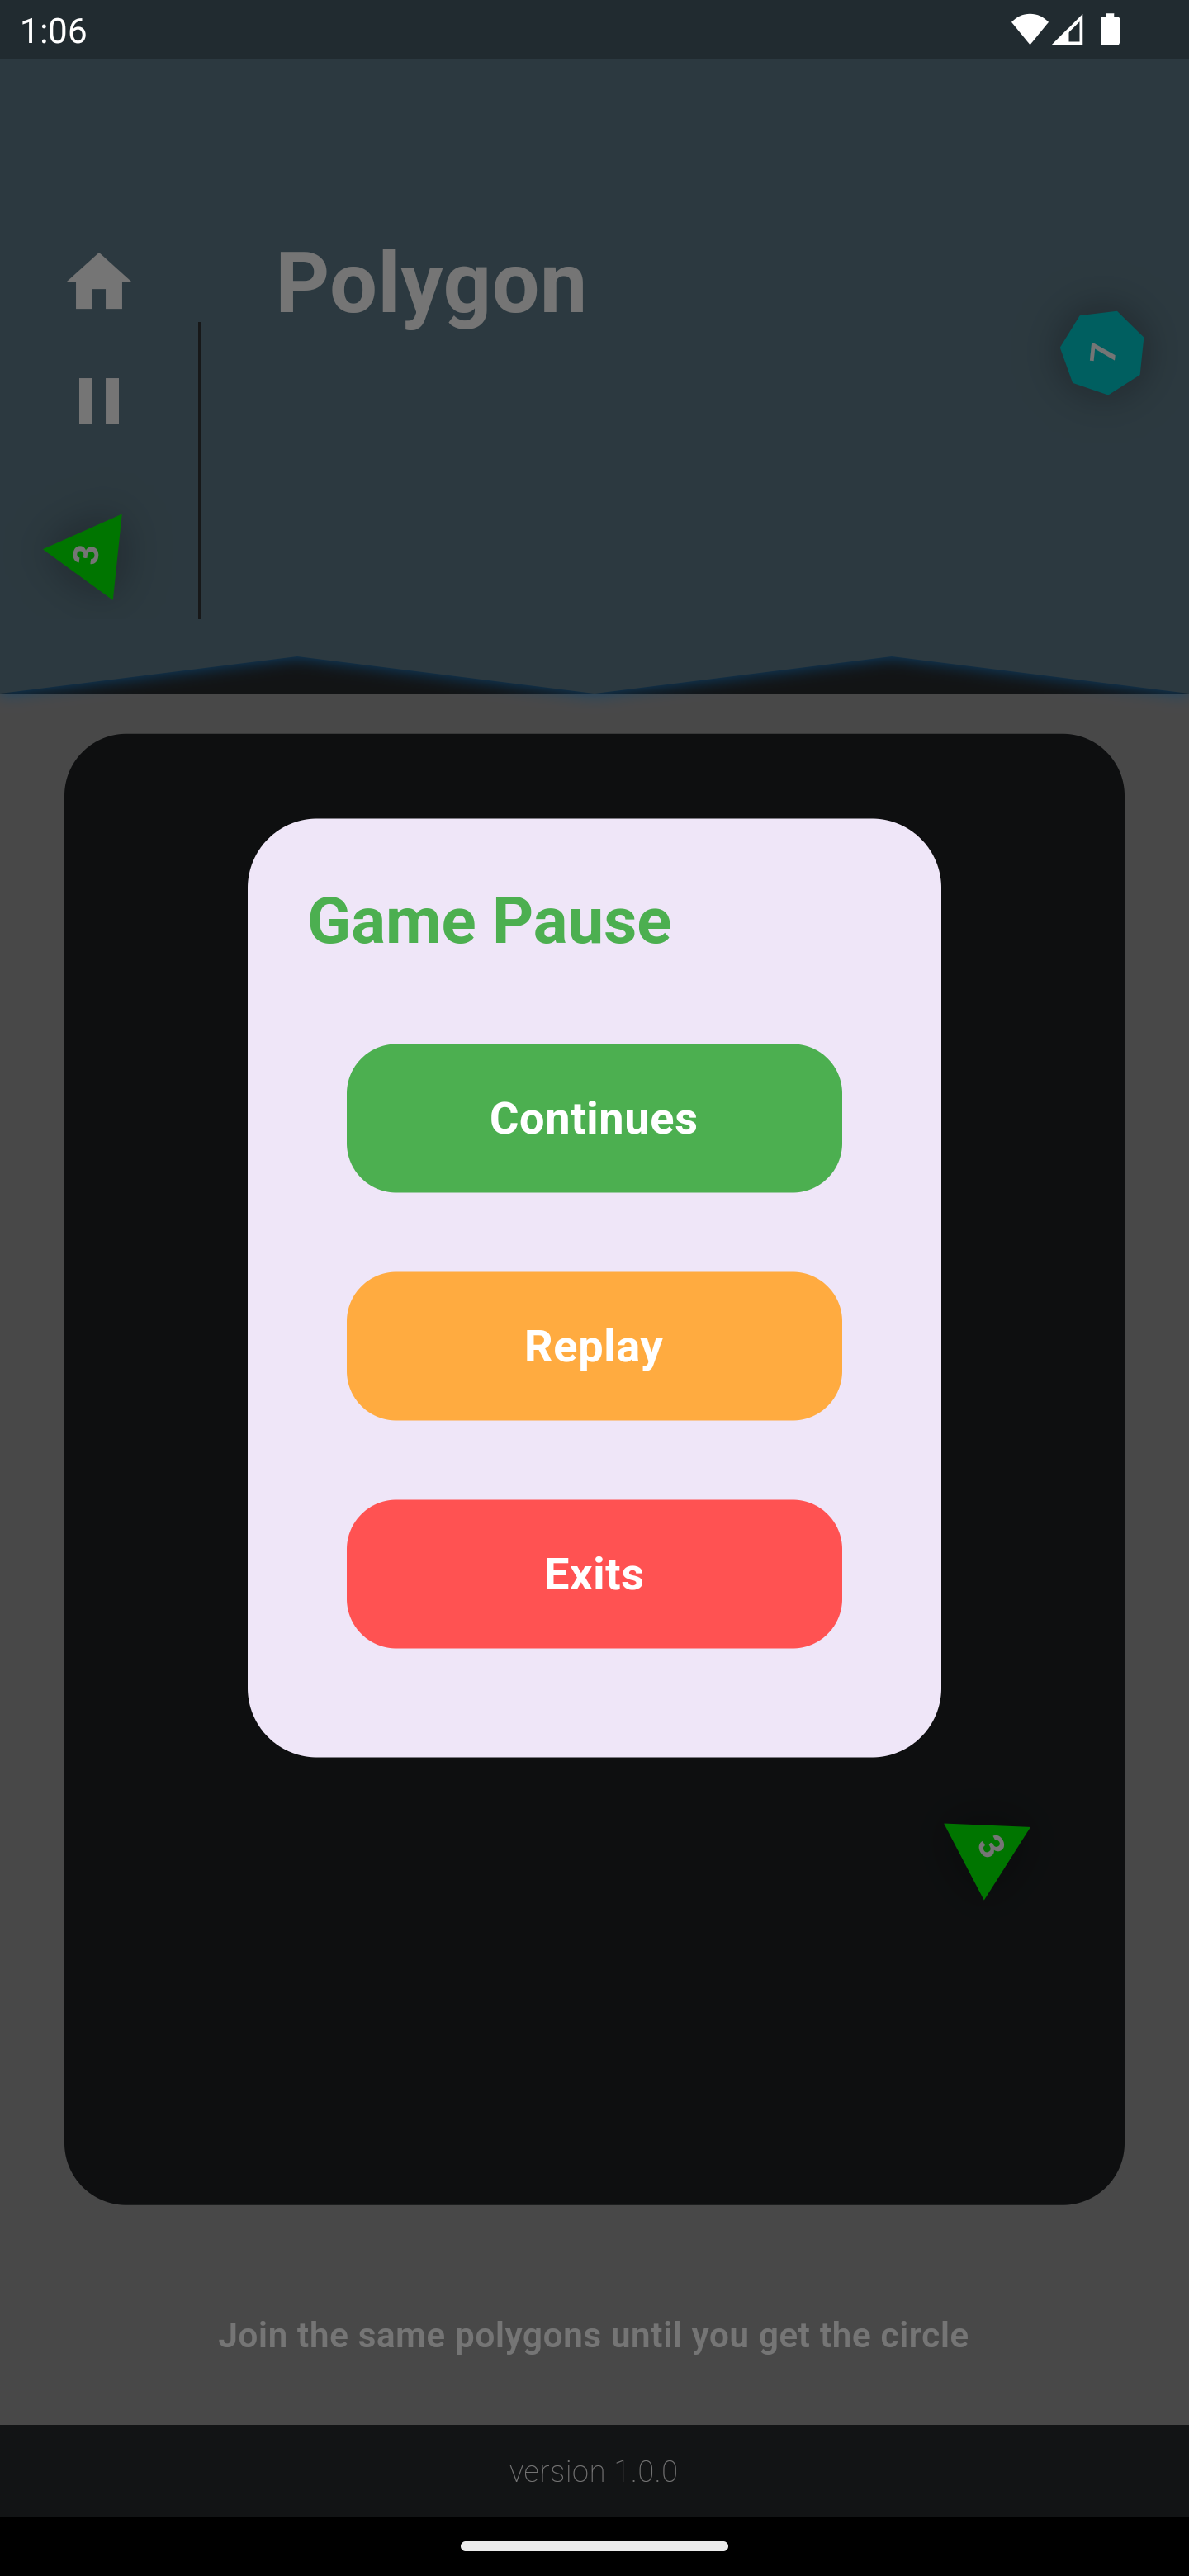 1:06
Polygon
7
3
Game Pause
Continues
Replay
Exits
3
Join the same polygons until you get the circle
version 1.0.0